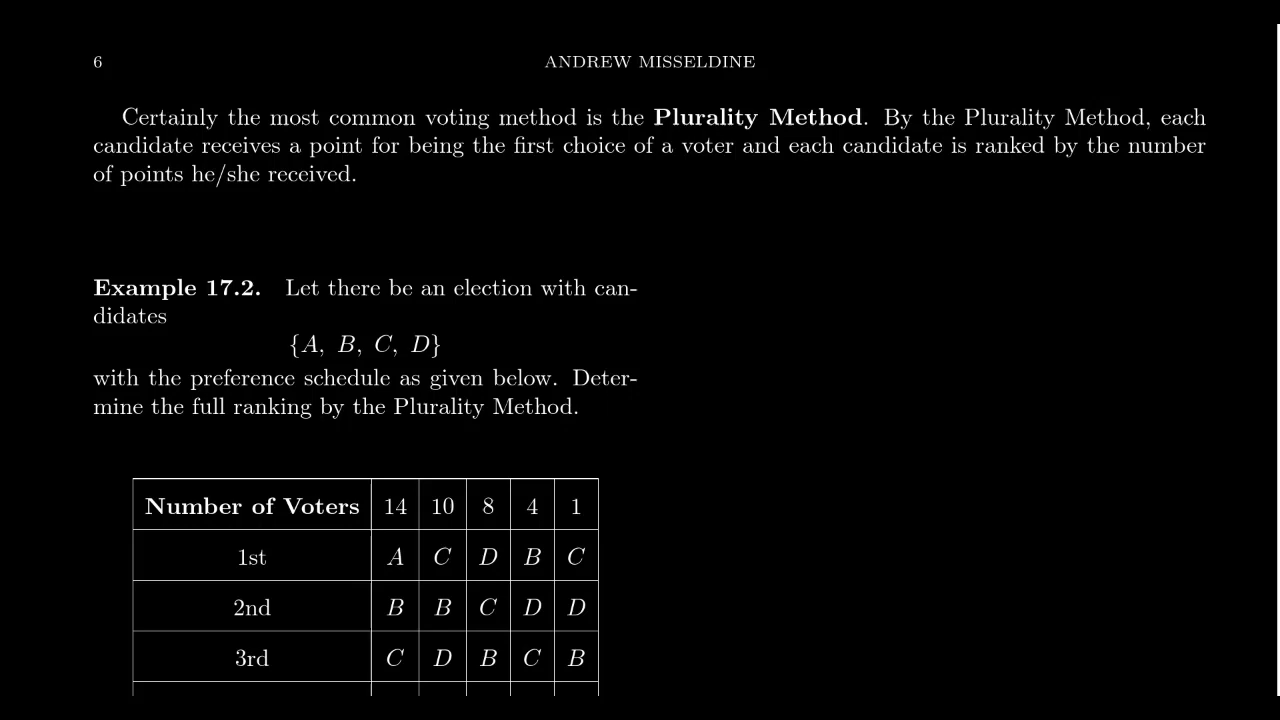 6 ANDREW MISSELDINE
Certainly the most common voting method is the Plurality Method. By the Plurality Method, each
candidate receives a point for being the first choice of a voter and each candidate is ranked by the number
of points he/she received.
Example 17.2. Let there be an election with can-
didates
{A, B, C, D}
with the preference schedule as given below. Deter-
mine the full ranking by the Plurality Method.
Number of Voters 14 10 8 4 1
1st A C D B C
2nd B B C D D
3rd C D B C B